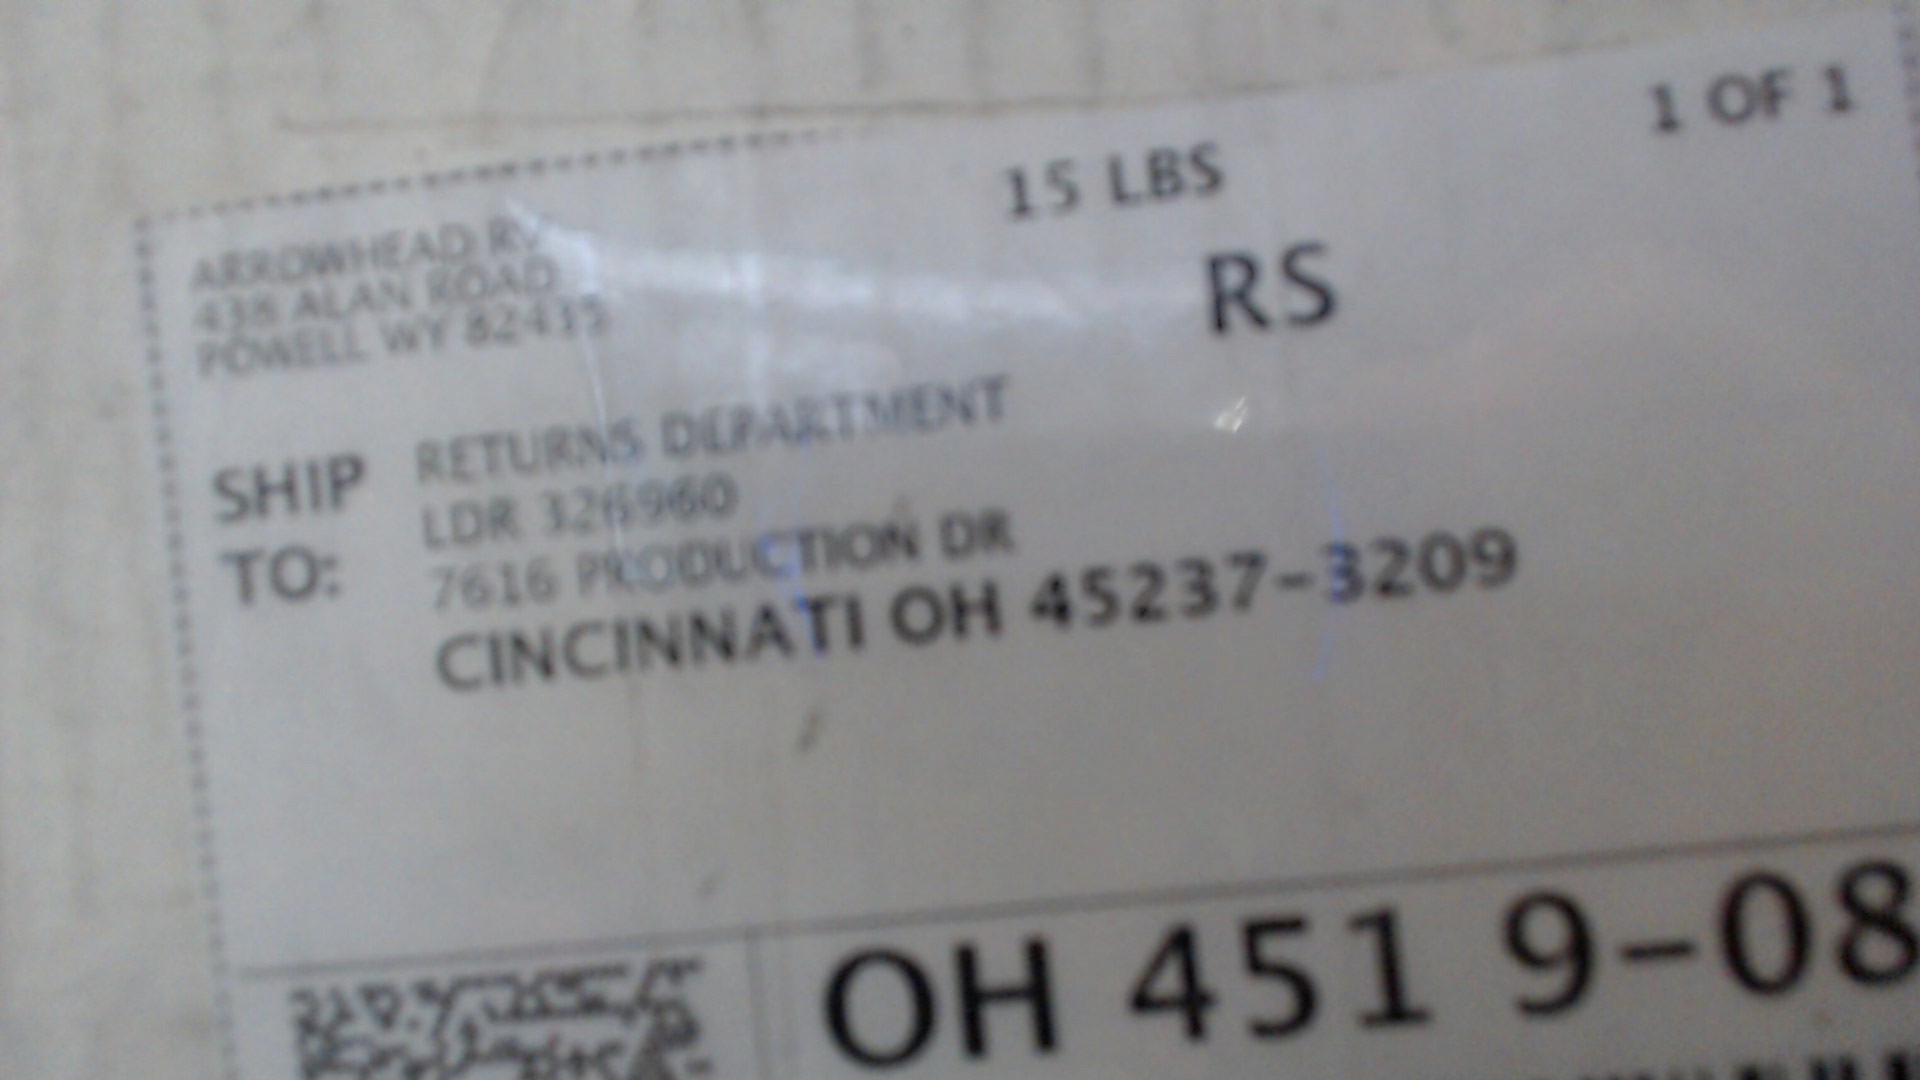 1 OF 1
15 LBS
RS
ARROWHEAD RV
438 ALAN ROAD
POWELL WY 82435
SHIP TO:
RETURNS DEPARTMENT
LDR 326960
7616 PRODUCTION DR
CINCINNATI OH 45237-3209
OH 451 9-08